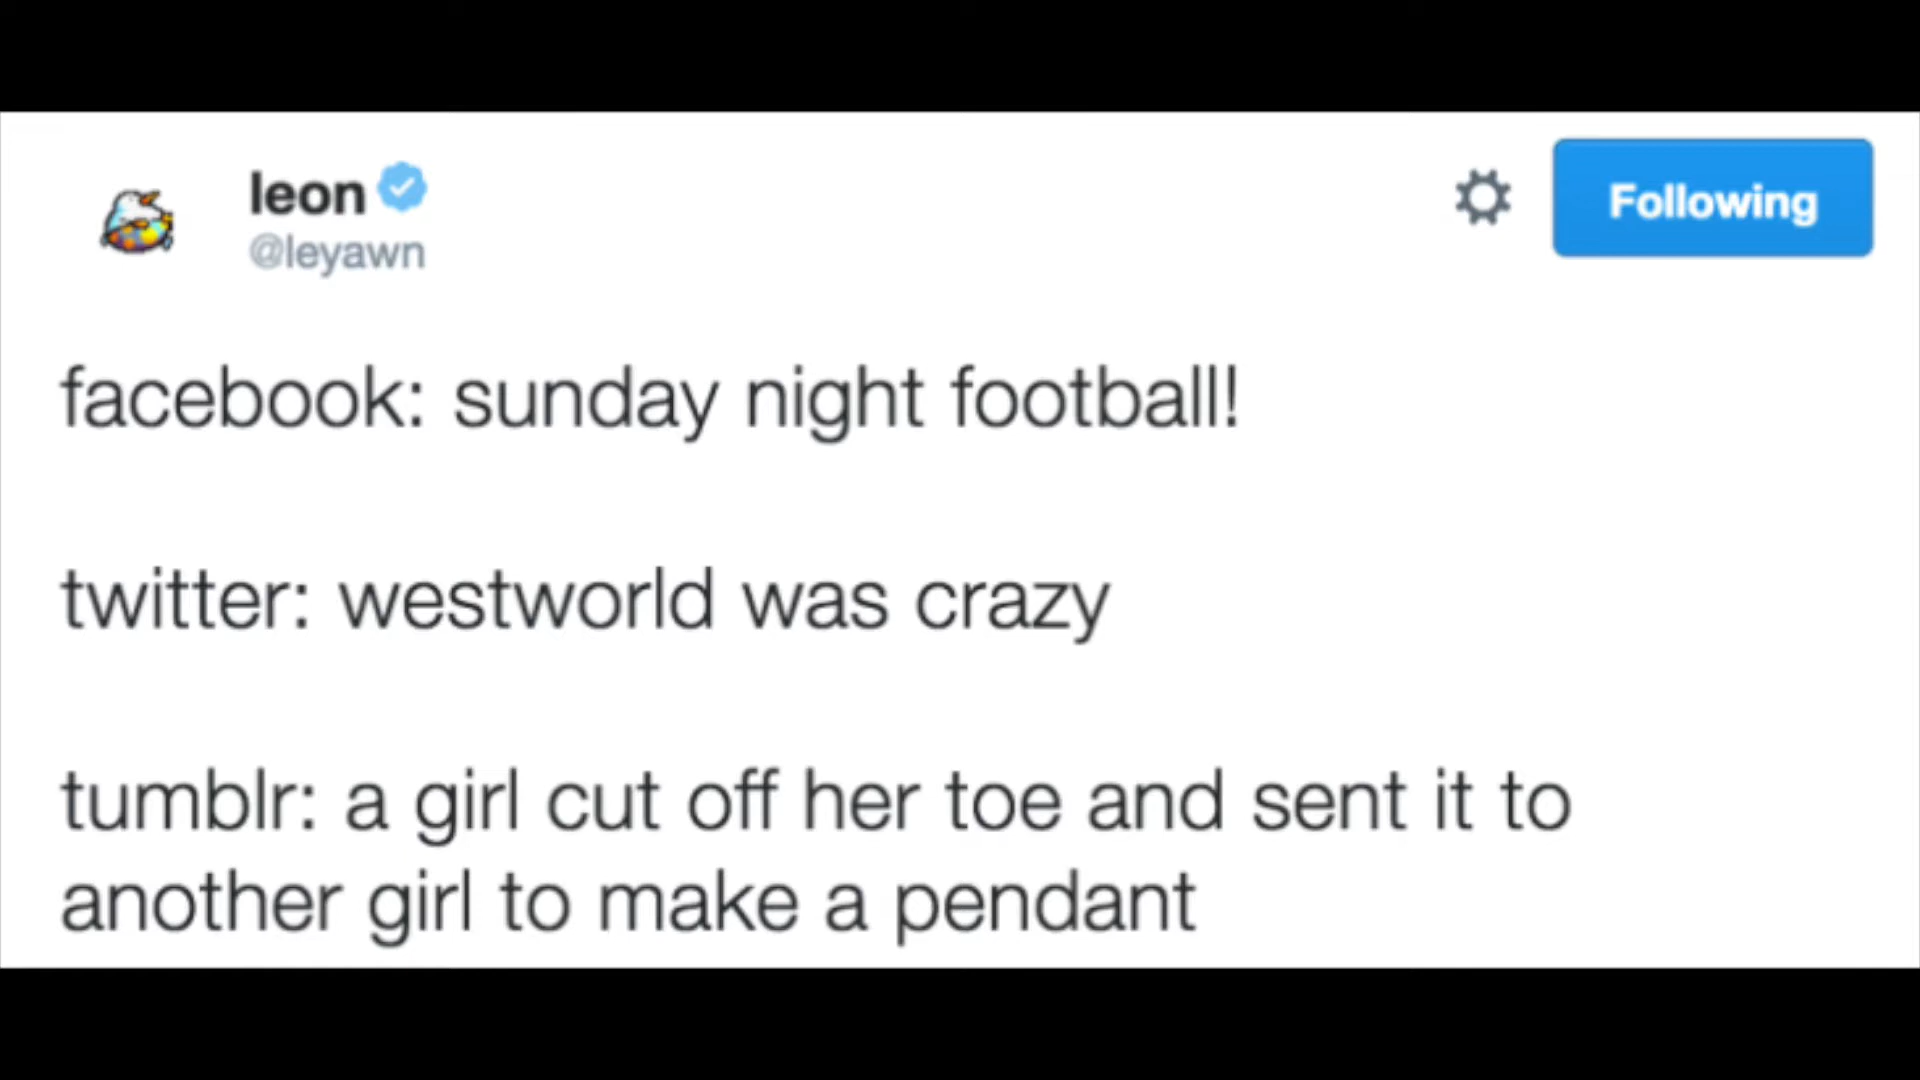 leon
@leyawn
Following
facebook: sunday night football!
twitter: westworld was crazy
tumblr: a girl cut off her toe and sent it to
another girl to make a pendant